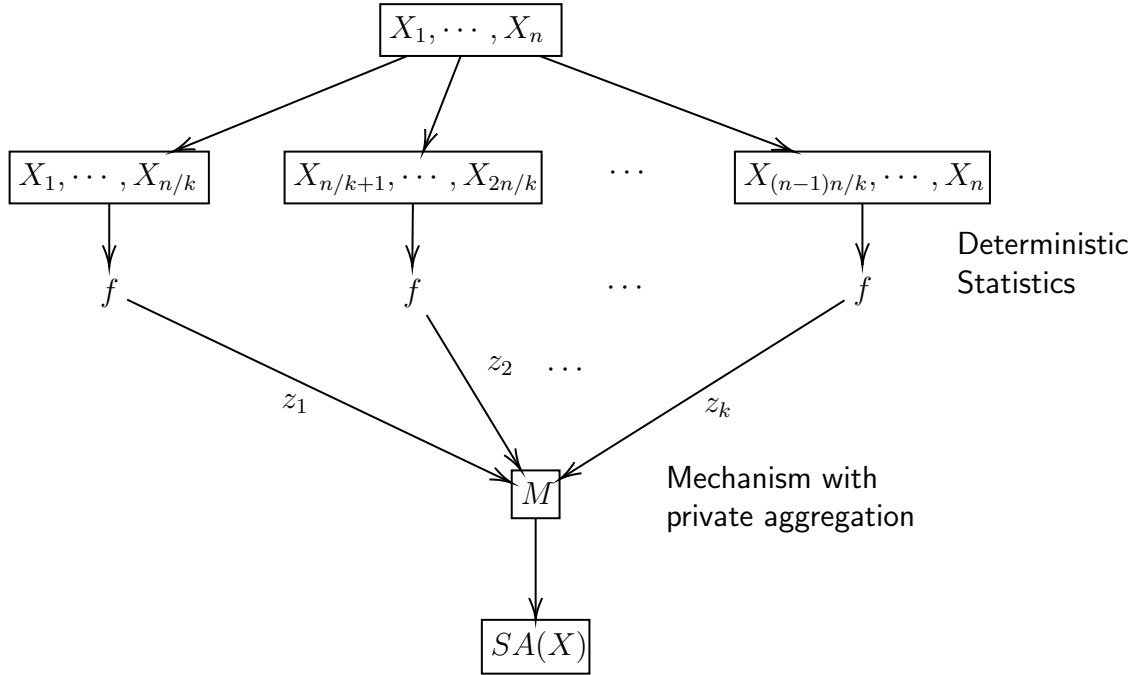 X_1, ⋯ , X_n
X_1, ⋯ , X_{n/k}
X_{n/k+1}, ⋯ , X_{2n/k}
⋯
X_{(n−1)n/k}, ⋯ , X_n
Deterministic
Statistics
f
f
⋯
f
z_1
z_2
⋯
z_k
Mechanism with
private aggregation
M
SA(X)